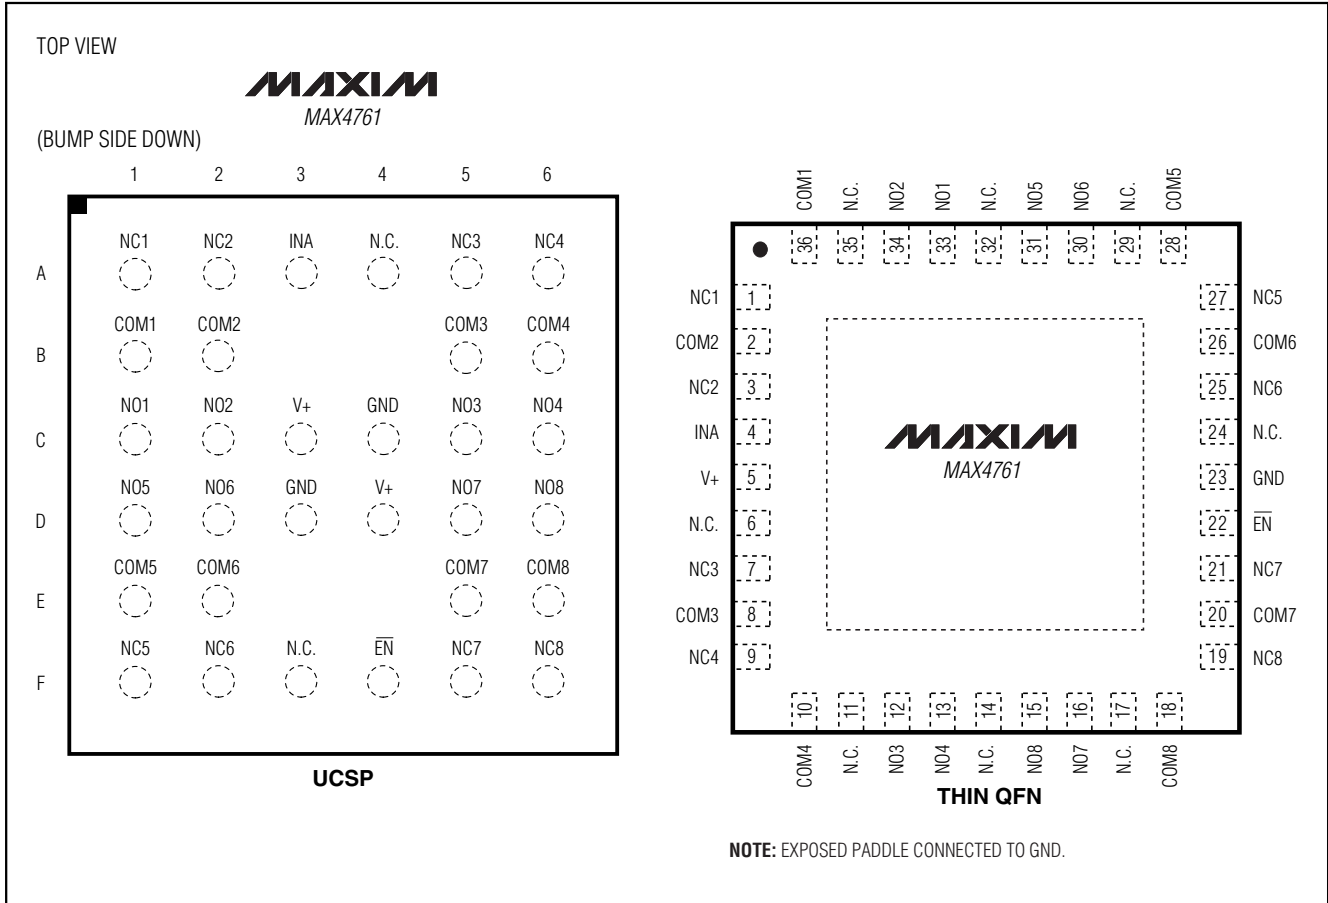 TOP VIEW
MAXIM
MAX4761
(BUMP SIDE DOWN)
1 2 3 4 5 6
NC1 NC2 INA N.C. NC3 NC4
A
COM1 COM2 COM3 COM4
B
NO1 NO2 V+ GND NO3 NO4
C
NO5 NO6 GND V+ NO7 NO8
D
COM5 COM6 COM7 COM8
E
NC5 NC6 N.C. EN NC7 NC8
F
UCSP
COM1 N.C. NO2 NO1 N.C. NO5 NO6 N.C. COM5
36 35 34 33 32 31 30 29 28
NC1 1 27 NC5
COM2 2 26 COM6
NC2 3 25 NC6
INA 4 24 N.C.
MAXIM
MAX4761
V+ 5 23 GND
N.C. 6 22 EN
NC3 7 21 NC7
COM3 8 20 COM7
NC4 9 19 NC8
10 11 12 13 14 15 16 17 18
COM4 N.C. NO3 NO4 N.C. NO8 NO7 N.C. COM8
THIN QFN
NOTE: EXPOSED PADDLE CONNECTED TO GND.